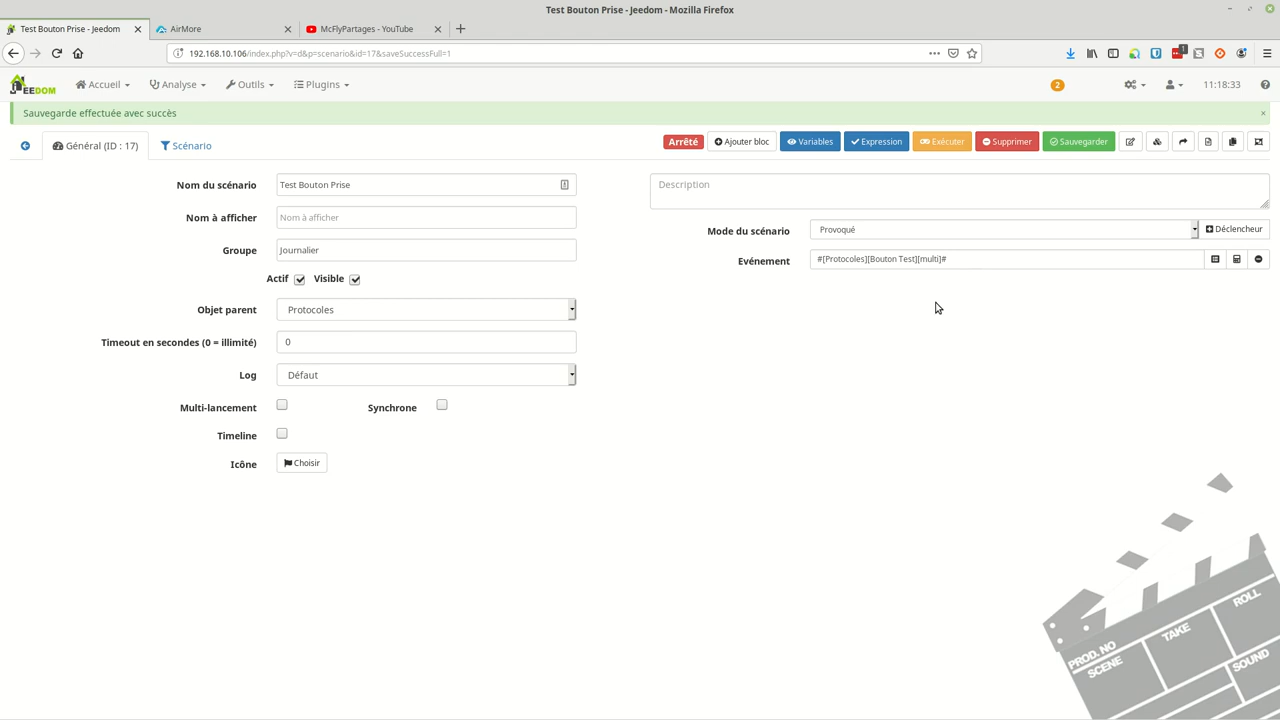 Test Bouton Prise - Jeedom - Mozilla Firefox
Test Bouton Prise - Jeedom
AirMore
McFlyPartages - YouTube
192.168.10.106/index.php?v=d&p=scenario&id=17&saveSuccessFull=1
1
JEEDOM
Accueil
Analyse
Outils
Plugins
2
11:18:33
Sauvegarde effectuée avec succès
Général (ID : 17)
Scénario
Arrêté
Ajouter bloc
Variables
Expression
Exécuter
Supprimer
Sauvegarder
Nom du scénario
Test Bouton Prise
Nom à afficher
Nom à afficher
Groupe
Journalier
Actif
Visible
Objet parent
Protocoles
Timeout en secondes (0 = illimité)
0
Log
Défaut
Multi-lancement
Synchrone
Timeline
Icône
Choisir
Description
Mode du scénario
Provoqué
Déclencheur
Evénement
#[Protocoles][Bouton Test][multi]#
PROD. NO
SCENE
TAKE
ROLL
SOUND